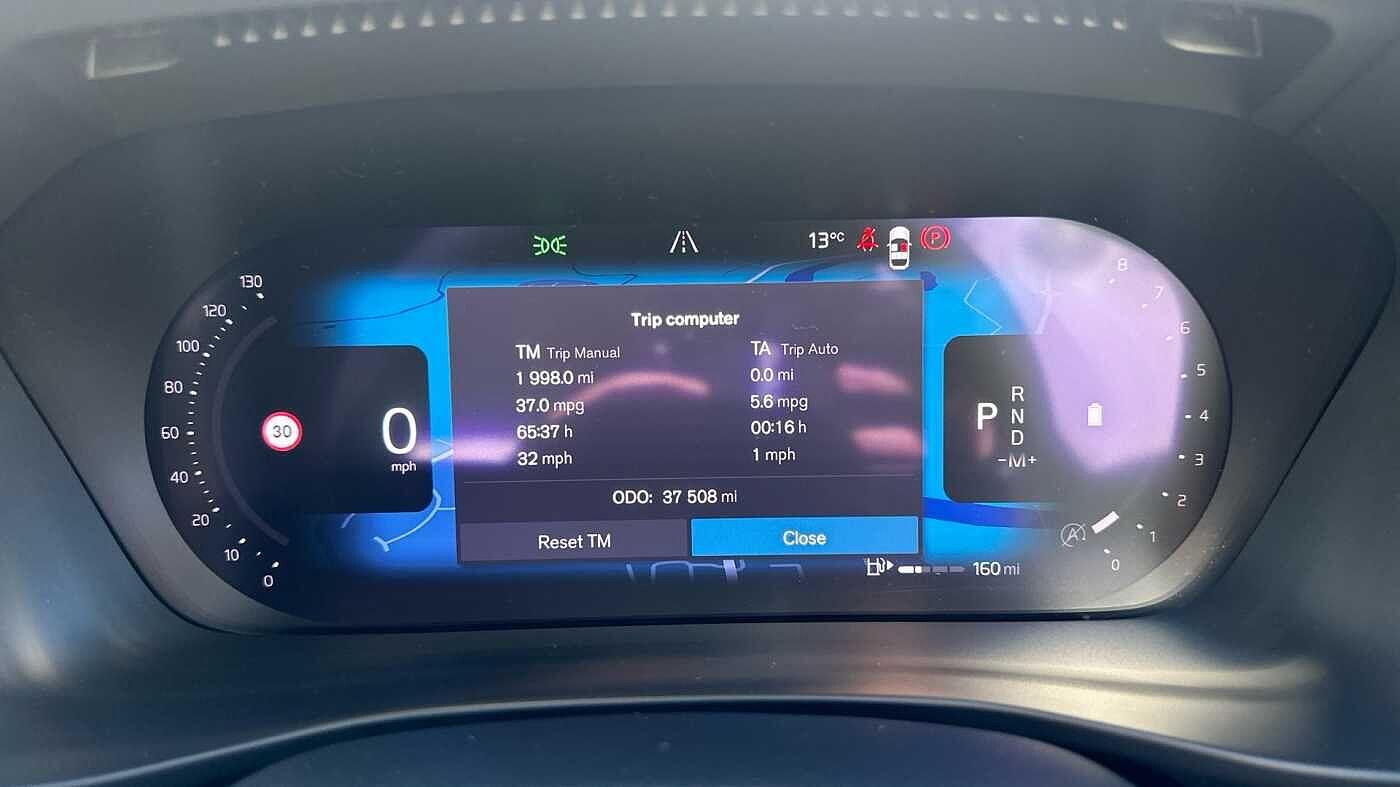 13°C
P
130
120
100
80
60
40
20
10
0
30
0
mph
Trip computer
TM Trip Manual
1 998.0 mi
37.0 mpg
65:37 h
32 mph
TA Trip Auto
0.0 mi
5.6 mpg
00:16 h
1 mph
ODO: 37 508 mi
Reset TM
Close
P
R
N
D
-M+
8
7
6
5
4
3
2
1
0
A
160 mi